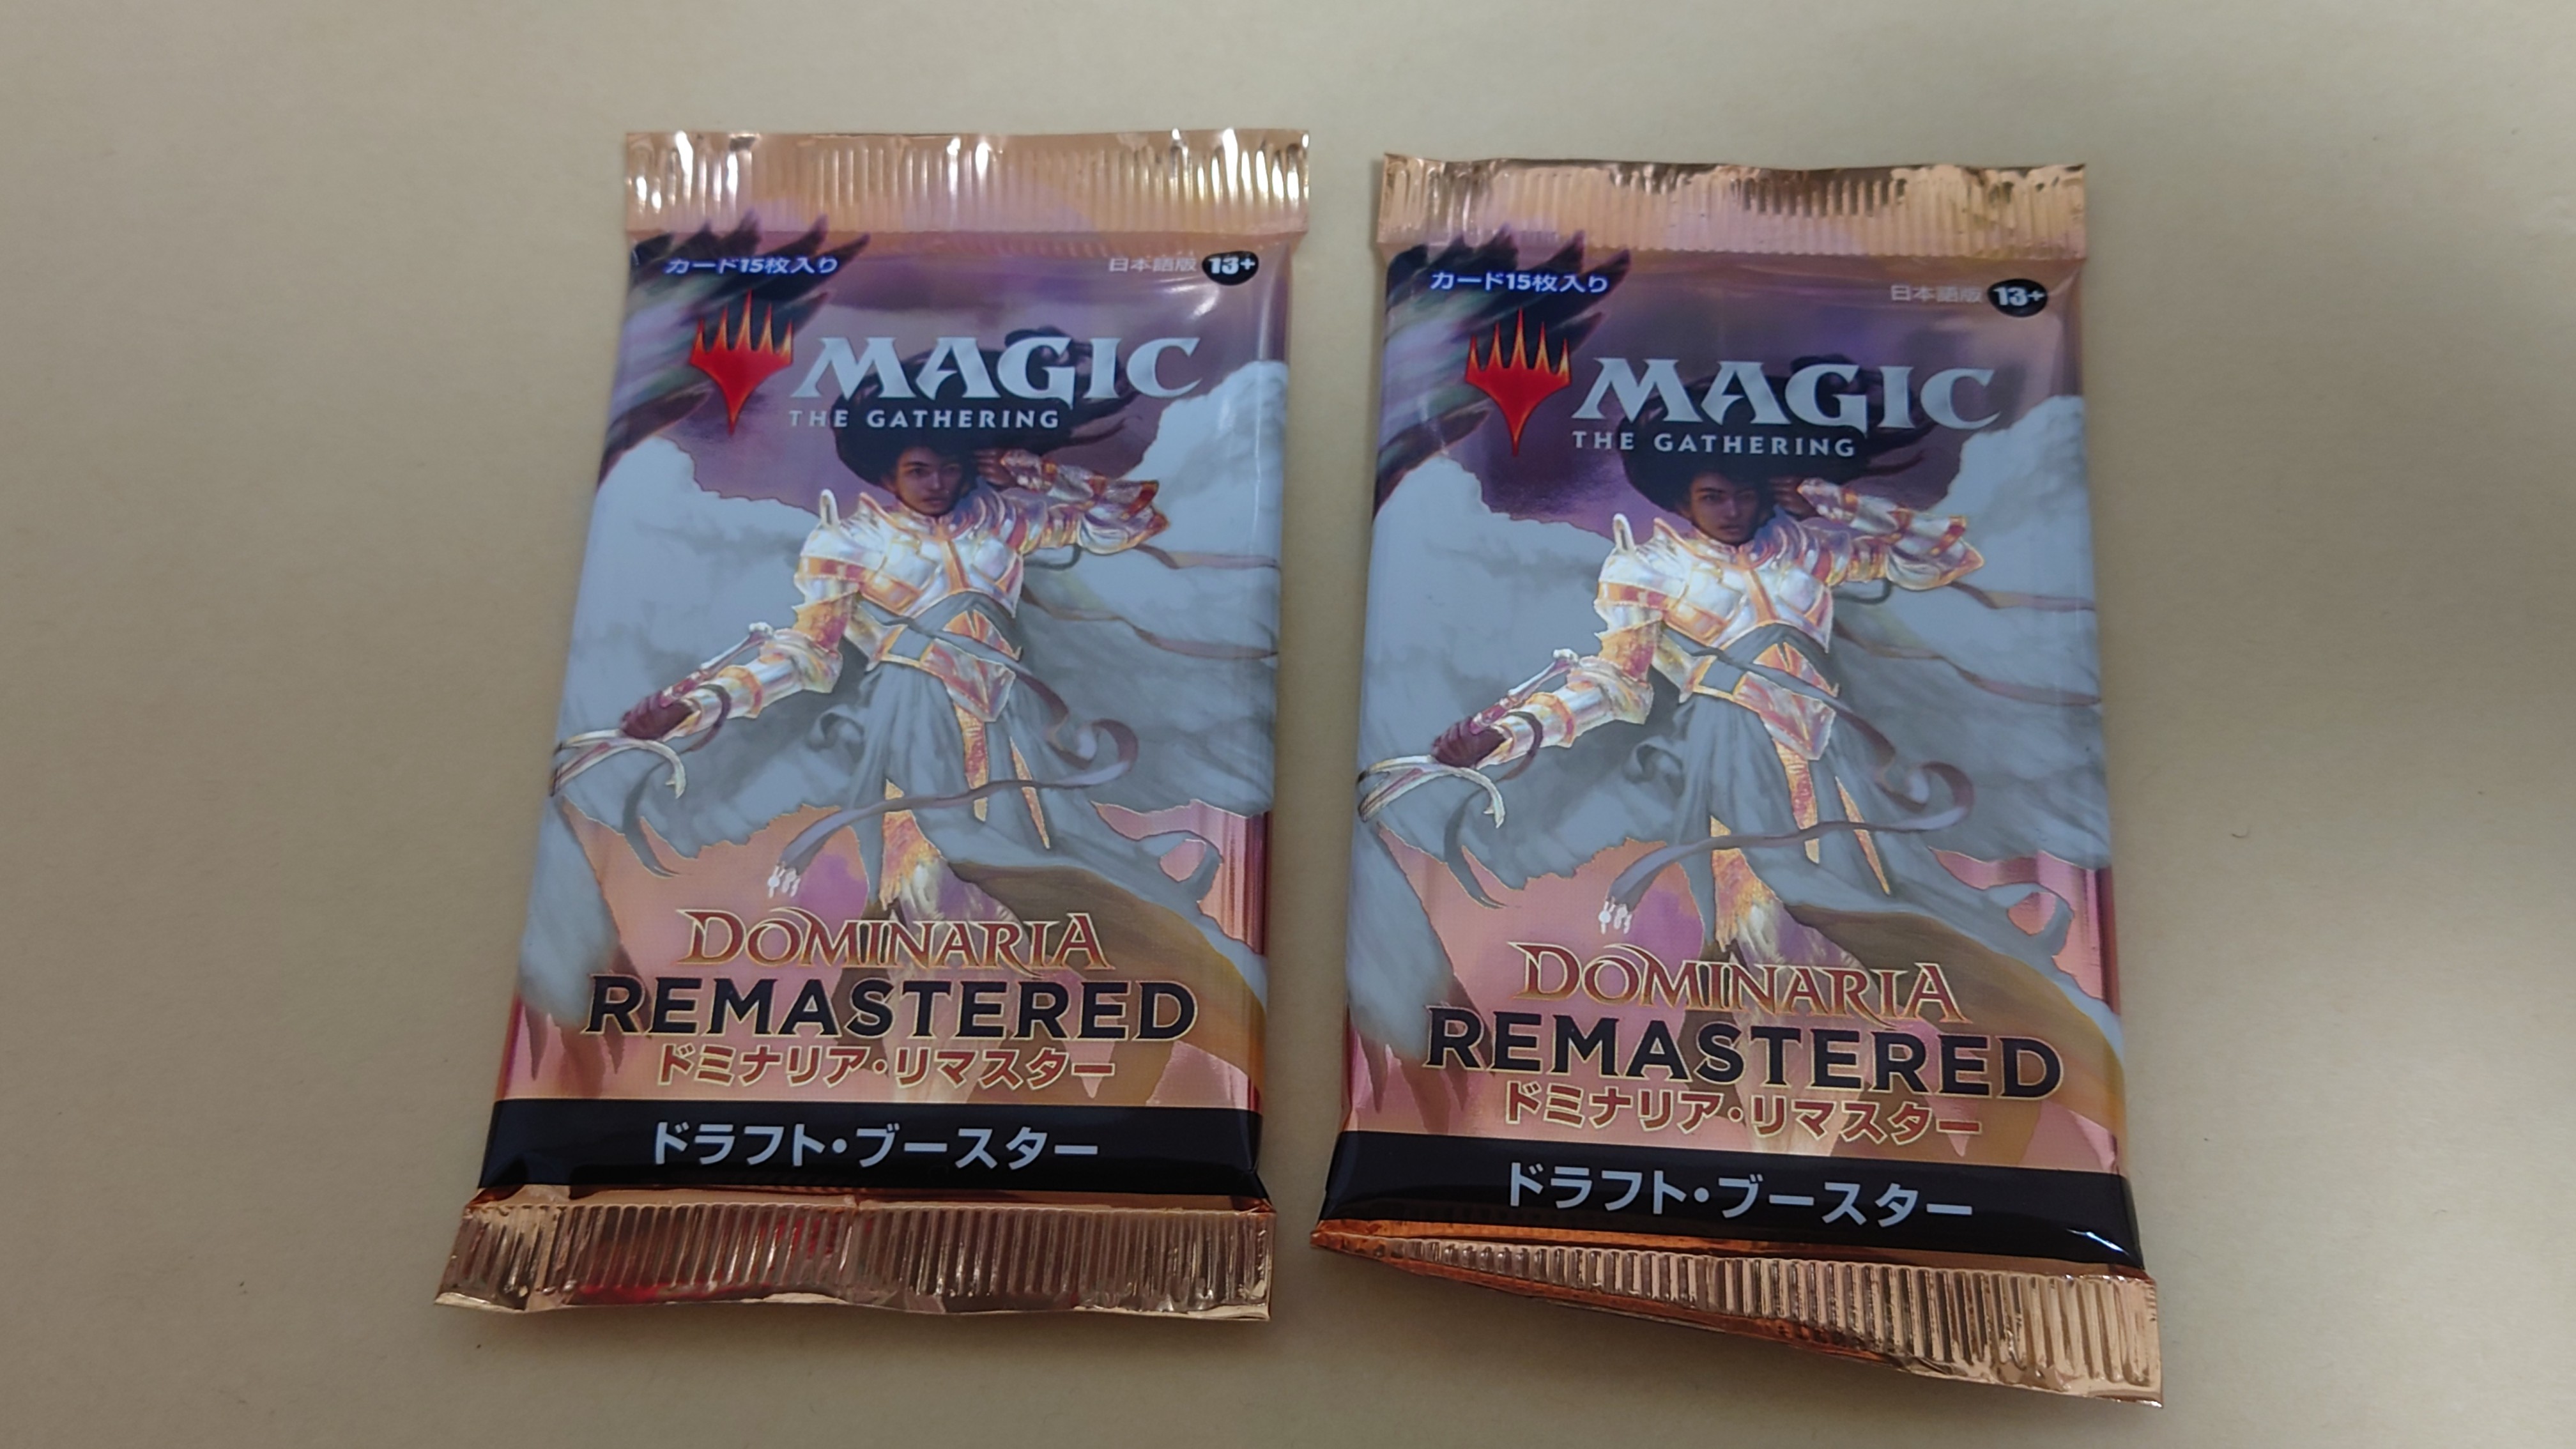 カード15枚入り
日本語版 13+
MAGIC
THE GATHERING
DOMINARIA
REMASTERED
ドミナリア・リマスター
ドラフト・ブースター
カード15枚入り
日本語版 13+
MAGIC
THE GATHERING
DOMINARIA
REMASTERED
ドミナリア・リマスター
ドラフト・ブースター